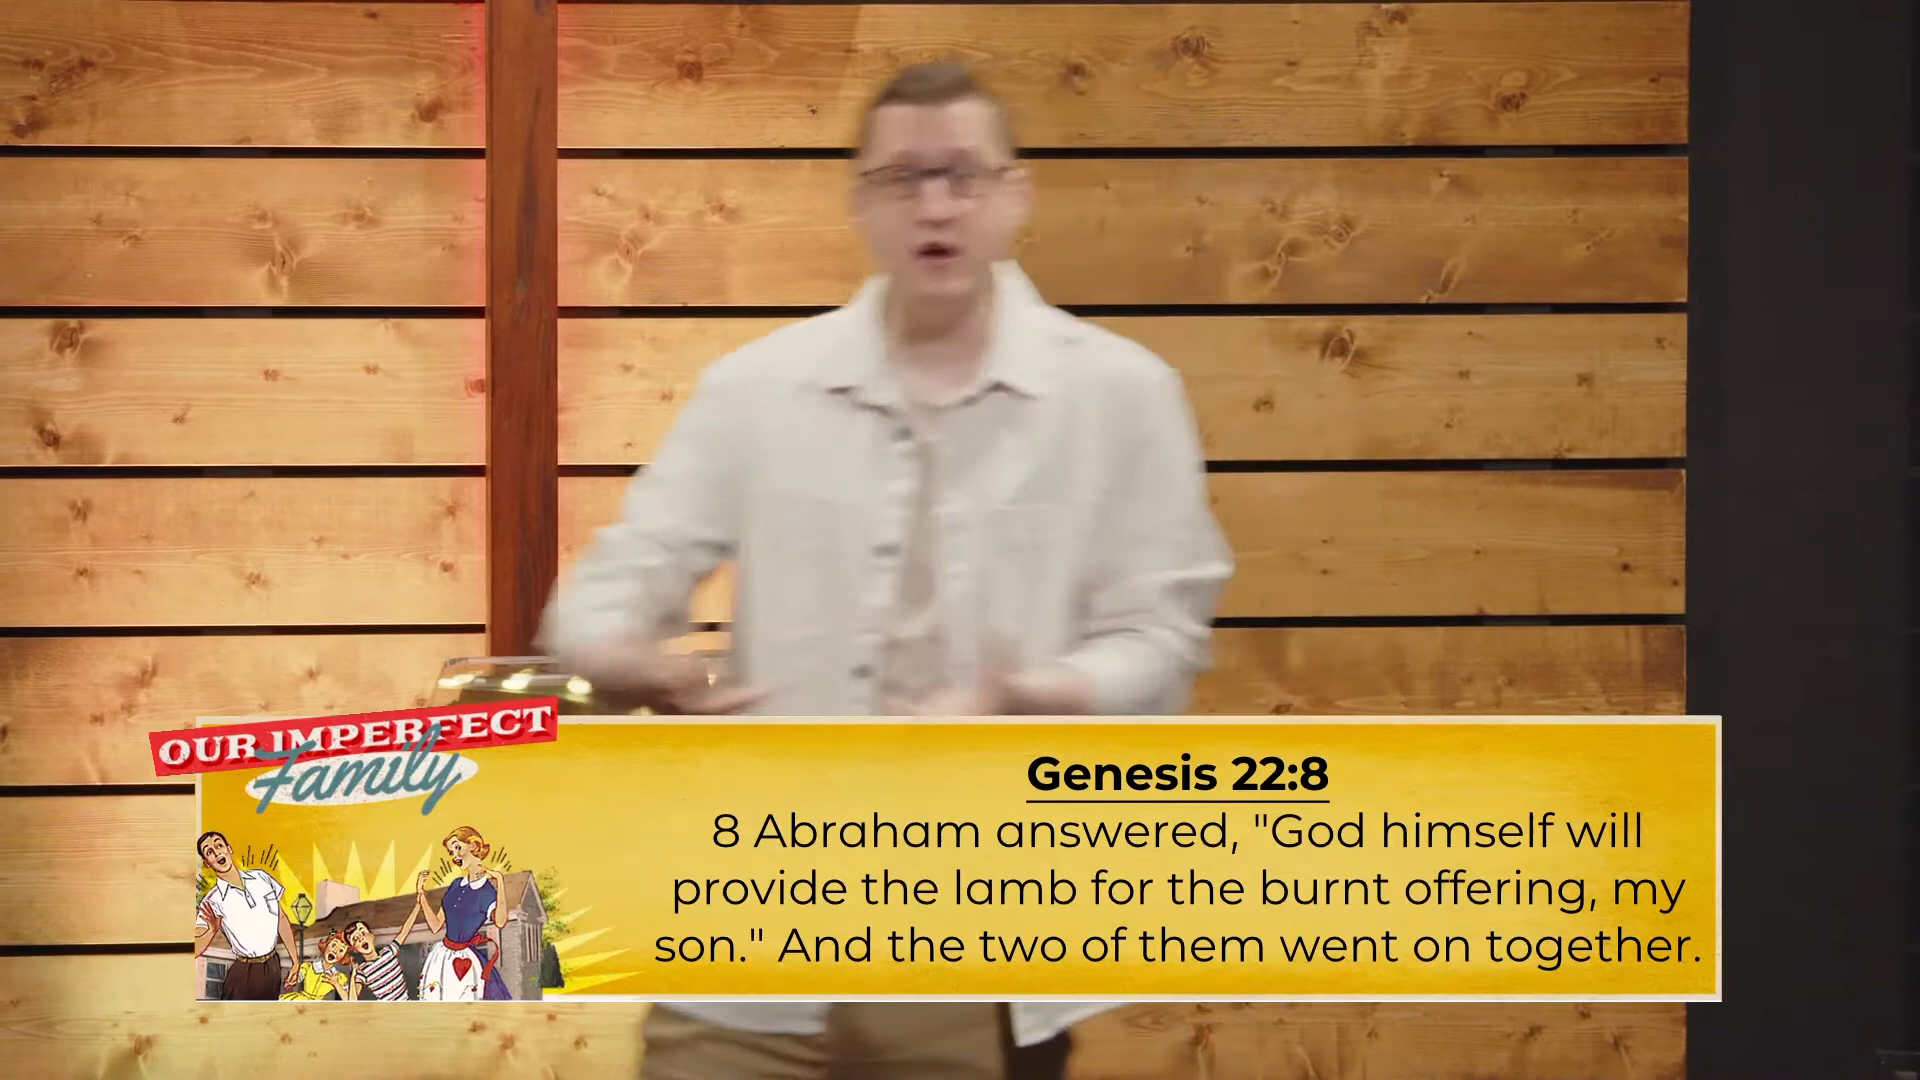 OUR IMPERFECT
Family
Genesis 22:8
8 Abraham answered, "God himself will
provide the lamb for the burnt offering, my
son." And the two of them went on together.